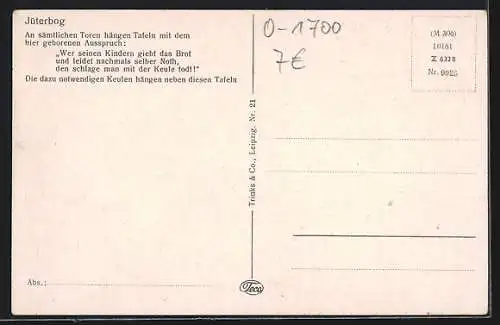 Jüterbog
An sämtlichen Toren hängen Tafeln mit dem
hier geborenen Ausspruch:
„Wer seinen Kindern giebt das Brot
und leidet nachmals selber Noth,
den schlage man mit der Keule todt!"
Die dazu notwendigen Keulen hängen neben diesen Tafeln
Abs.:
Trinks & Co., Leipzig. Nr. 21
Teco
O-1700
7€
(M 306)
Z 6328